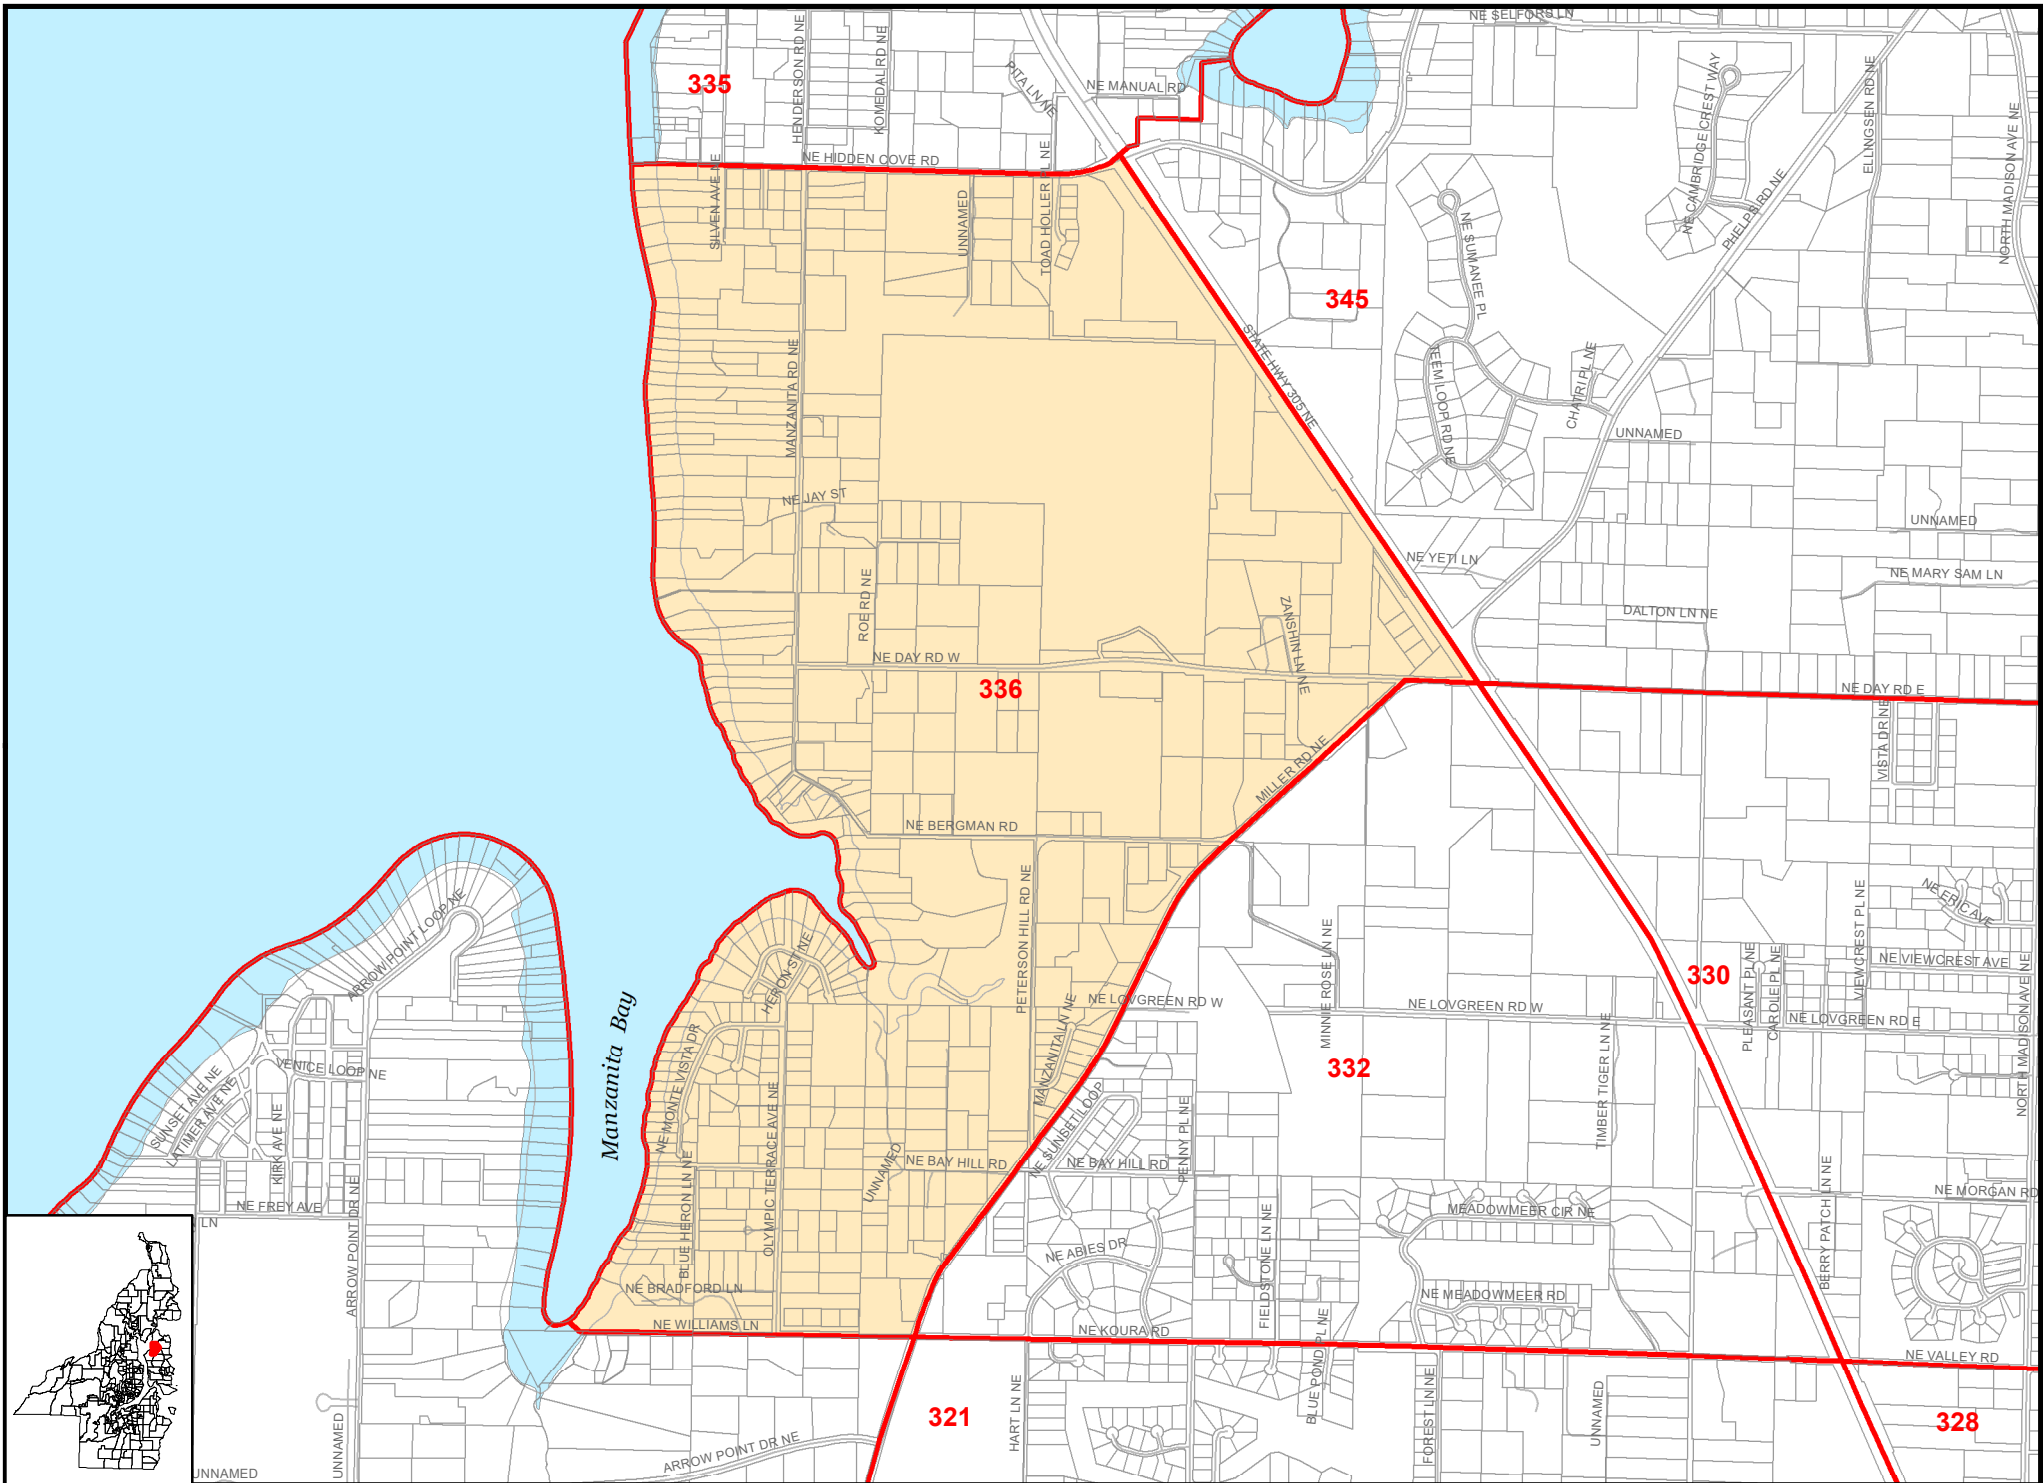 NE SELFORS LN
335
HENDERSON RD NE
KOMEDAL RD NE
PITA LN NE
NE MANUAL RD
NE CAMBRIDGE CREST WAY
ELLINGSEN RD NE
NORTH MADISON AVE NE
PHELPS RD NE
NE HIDDEN COVE RD
SILVEN AVE NE
UNNAMED
TOAD HOLLER PL NE
NE SUMANEE PL
345
STATE HWY 305 NE
MANZANITA RD NE
TEEM LOOP RD NE
CHATRI PL NE
UNNAMED
NE JAY ST
UNNAMED
NE YETI LN
NE MARY SAM LN
ROE RD NE
ZANSHIN LN NE
DALTON LN NE
NE DAY RD W
336
NE DAY RD E
VISTA DR NE
MILLER RD NE
NE BERGMAN RD
PETERSON HILL RD NE
ARROW POINT LOOP NE
NE ERIC AVE
VIEWCREST PL NE
MINNIE ROSE LN NE
HERON ST NE
330
PLEASANT PL NE
CAROLE PL NE
NE VIEWCREST AVE
NORTH MADISON AVE NE
NE LOVGREEN RD W
NE LOVGREEN RD W
NE LOVGREEN RD E
Manzanita Bay
NE MONTE VISTA DR
MANZANITA LN NE
332
TIMBER TIGER LN NE
VENICE LOOP NE
SUNSET AVE NE
LATIMER AVE NE
KIRK AVE NE
OLYMPIC TERRACE AVE NE
NE SUNSET LOOP
PENNY PL NE
NE BAY HILL RD
NE BAY HILL RD
UNNAMED
BLUE HERON LN NE
NE MORGAN RD
NE FREY AVE
LN
ARROW POINT DR NE
MEADOWMEER CIR NE
BERRY PATCH LN NE
NE ABIES DR
FIELDSTONE LN NE
NE BRADFORD LN
NE MEADOWMEER RD
NE WILLIAMS LN
NE KOURA RD
BLUE POND PL NE
NE VALLEY RD
321
HART LN NE
FOREST LN NE
UNNAMED
328
UNNAMED
ARROW POINT DR NE
UNNAMED